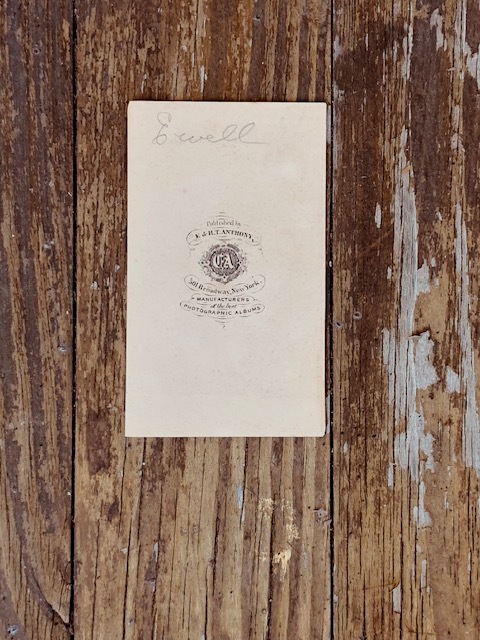 Ewell
Published by
E. & H.T. ANTHONY,
501 Broadway, New York.
MANUFACTURERS
of the best
PHOTOGRAPHIC ALBUMS